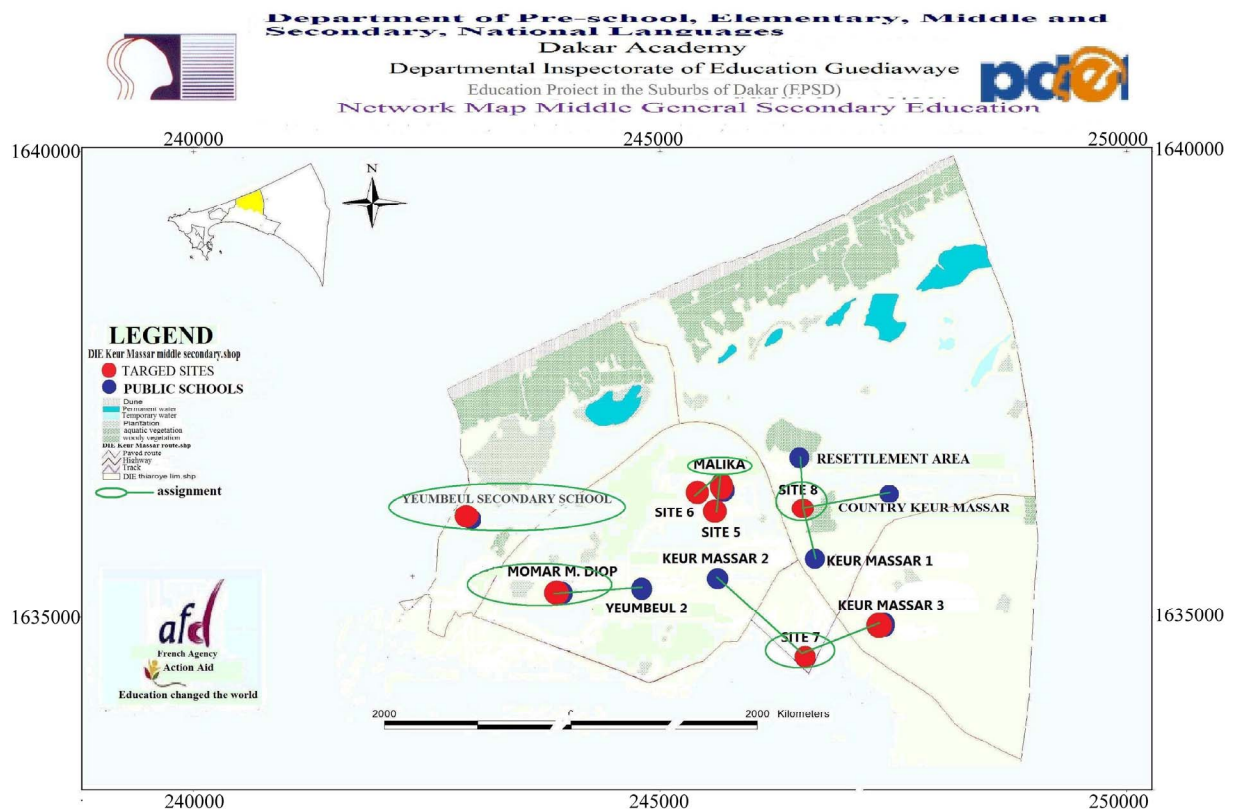 Department of Pre-school, Elementary, Middle and
Secondary, National Languages
Dakar Academy
Departmental Inspectorate of Education Guediawaye
Education Project in the Suburbs of Dakar (EPSD)
Network Map Middle General Secondary Education
pdef
240000 245000 250000
1640000 1640000
N
LEGEND
DIE Keur Massar middle secondary.shop
TARGED SITES
PUBLIC SCHOOLS
Dune
Permanent water
Temporary water
Plantation
aquatic vegetation
woody vegetation
DIE Keur Massar route.shp
Paved route
Highway
Track
DIE thiaroye lim.shp
assignment
MALIKA
RESETTLEMENT AREA
YEUMBEUL SECONDARY SCHOOL
SITE 6
SITE 8
SITE 5
COUNTRY KEUR MASSAR
MOMAR M. DIOP
KEUR MASSAR 2
KEUR MASSAR 1
YEUMBEUL 2
KEUR MASSAR 3
SITE 7
1635000 1635000
afd
French Agency
Action Aid
Education changed the world
2000 0 2000 Kilometers
240000 245000 250000